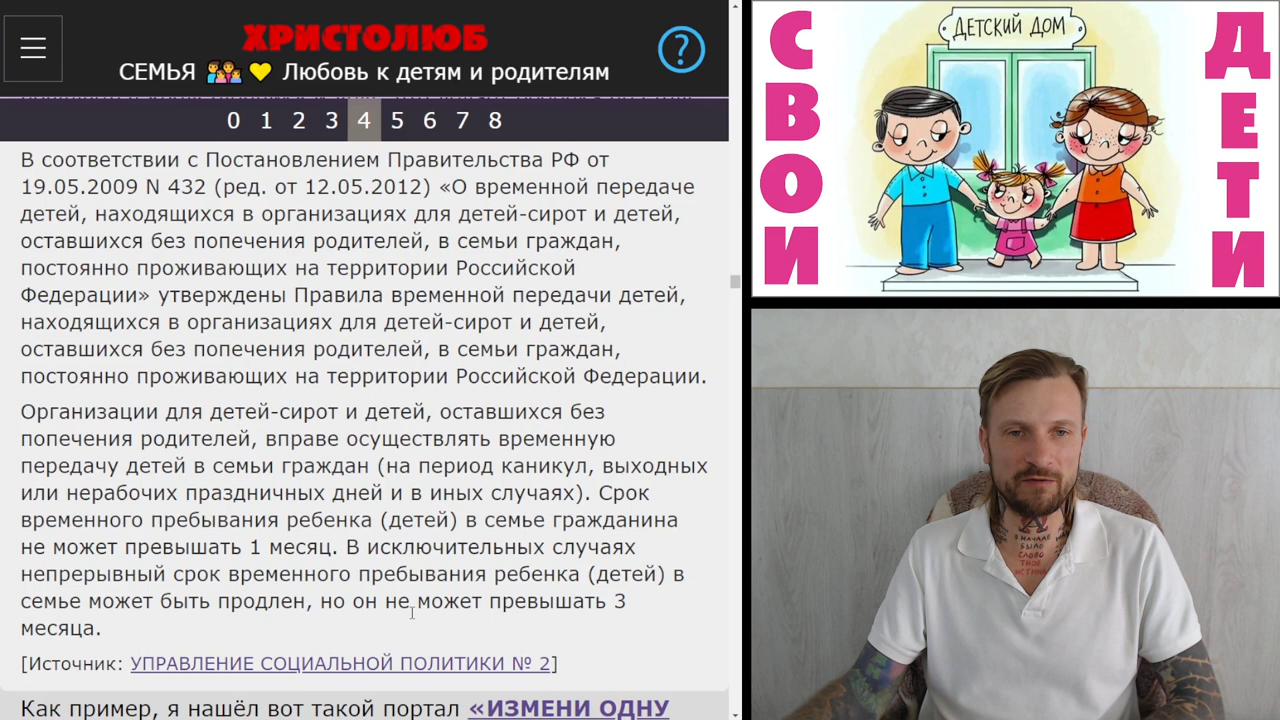 ХРИСТОЛЮБ
СЕМЬЯ 👨‍👩‍👧‍👦 💛 Любовь к детям и родителям
0 1 2 3 4 5 6 7 8
В соответствии с Постановлением Правительства РФ от
19.05.2009 N 432 (ред. от 12.05.2012) «О временной передаче
детей, находящихся в организациях для детей-сирот и детей,
оставшихся без попечения родителей, в семьи граждан,
постоянно проживающих на территории Российской
Федерации» утверждены Правила временной передачи детей,
находящихся в организациях для детей-сирот и детей,
оставшихся без попечения родителей, в семьи граждан,
постоянно проживающих на территории Российской Федерации.
Организации для детей-сирот и детей, оставшихся без
попечения родителей, вправе осуществлять временную
передачу детей в семьи граждан (на период каникул, выходных
или нерабочих праздничных дней и в иных случаях). Срок
временного пребывания ребенка (детей) в семье гражданина
не может превышать 1 месяц. В исключительных случаях
непрерывный срок временного пребывания ребенка (детей) в
семье может быть продлен, но он не может превышать 3
месяца.
[Источник: УПРАВЛЕНИЕ СОЦИАЛЬНОЙ ПОЛИТИКИ № 2]
Как пример, я нашёл вот такой портал «ИЗМЕНИ ОДНУ
СВОИ
ДЕТСКИЙ ДОМ
ДЕТИ
В НАЧАЛЕ
БЫЛО
СЛОВО
ТВОЁ
ИСТИНА